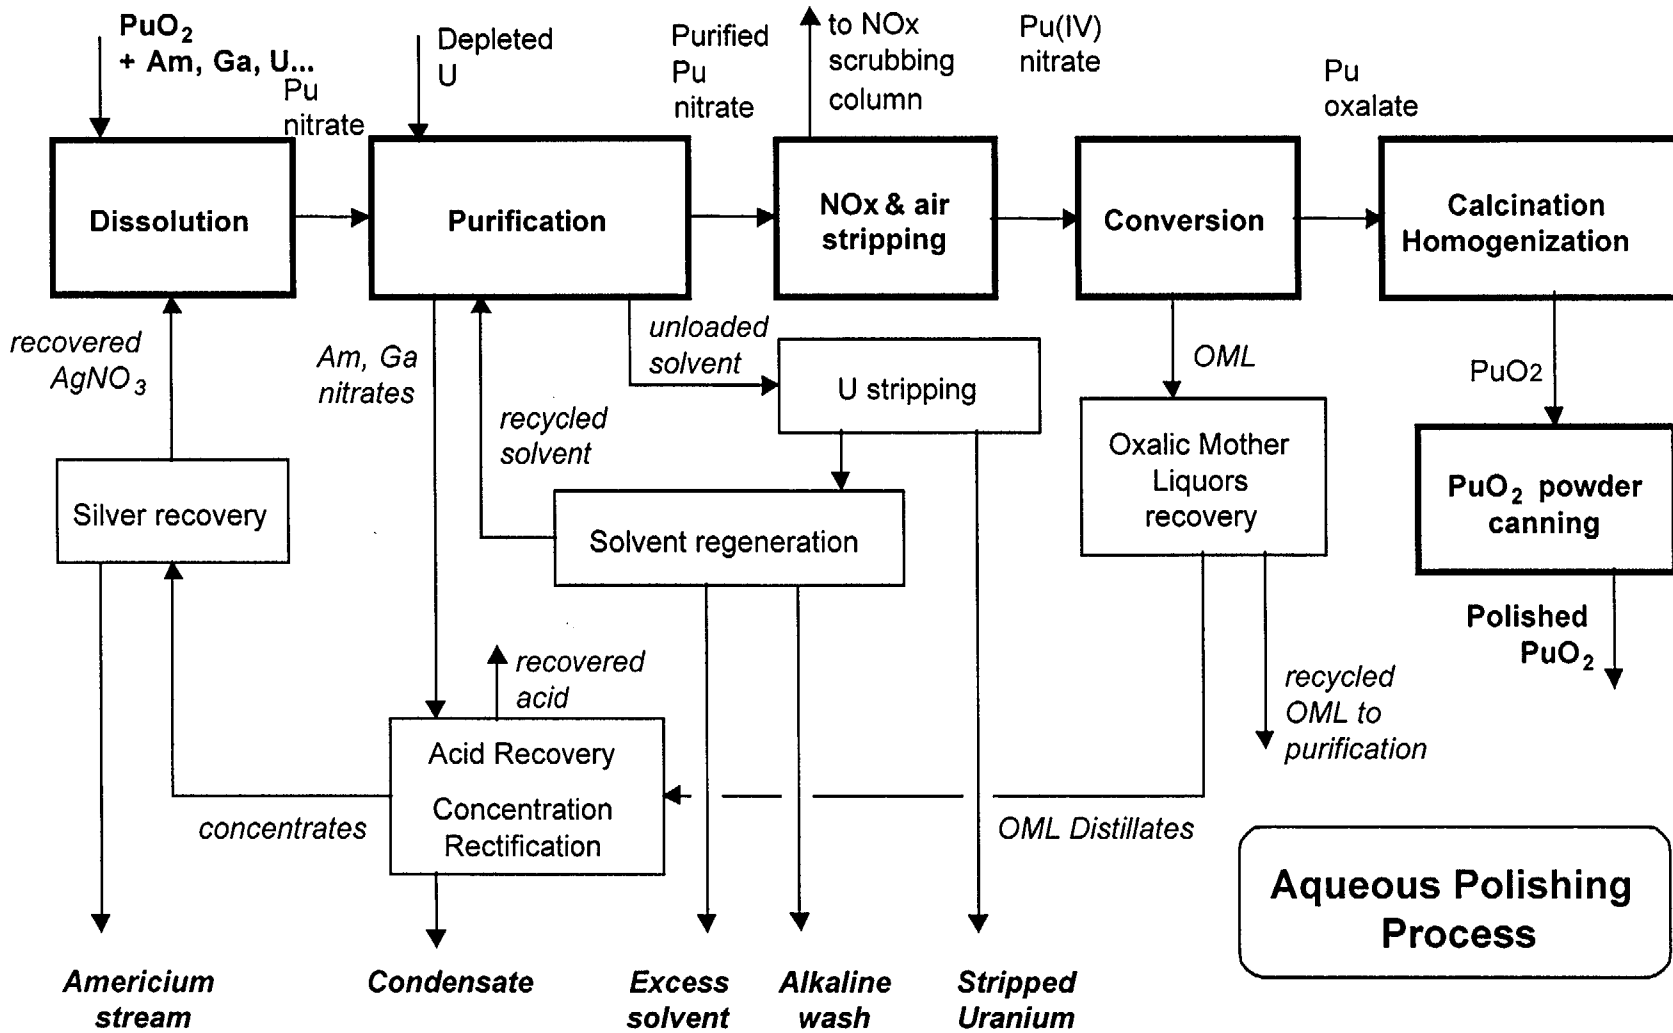 PuO2
+ Am, Ga, U...
Pu
nitrate
Depleted
U
Purified
Pu
nitrate
to NOx
scrubbing
column
Pu(IV)
nitrate
Pu
oxalate
Dissolution
Purification
NOx & air
stripping
Conversion
Calcination
Homogenization
recovered
AgNO3
Am, Ga
nitrates
recycled
solvent
unloaded
solvent
U stripping
OML
PuO2
Silver recovery
Solvent regeneration
Oxalic Mother
Liquors
recovery
PuO2 powder
canning
Polished
PuO2
recovered
acid
recycled
OML to
purification
Acid Recovery
Concentration
Rectification
concentrates
OML Distillates
Aqueous Polishing
Process
Americium
stream
Condensate
Excess
solvent
Alkaline
wash
Stripped
Uranium